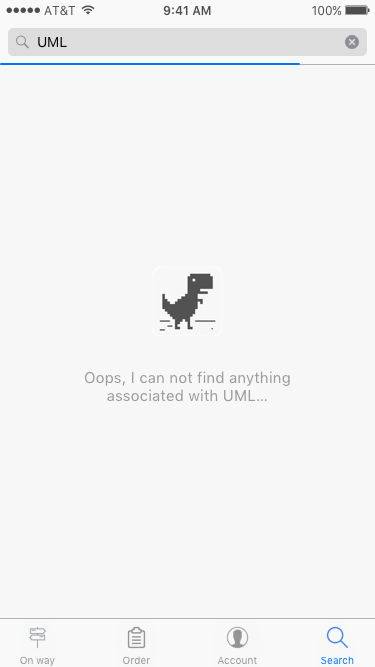 AT&T 9:41 AM 100%
UML
Oops, I can not find anything
associated with UML...
On way Order Account Search